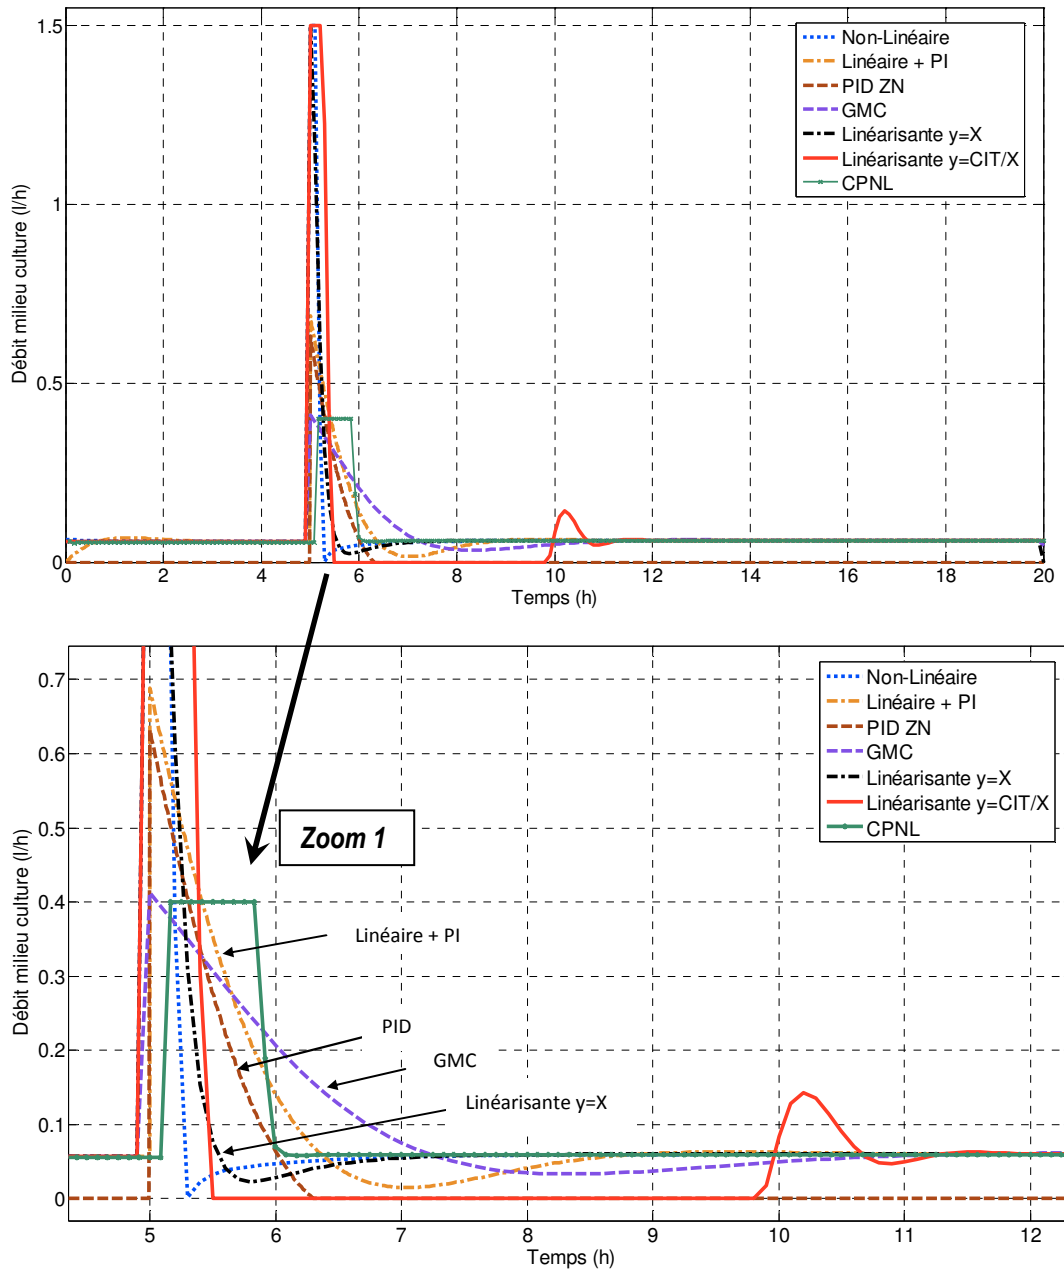 1.5
1
0.5
0
Débit milieu culture (l/h)
Non-Linéaire
Linéaire + PI
PID ZN
GMC
Linéarisante y=X
Linéarisante y=CIT/X
CPNL
0 2 4 6 8 10 12 14 16 18 20
Temps (h)
0.7
0.6
0.5
0.4
0.3
0.2
0.1
0
Débit milieu culture (l/h)
Non-Linéaire
Linéaire + PI
PID ZN
GMC
Linéarisante y=X
Linéarisante y=CIT/X
CPNL
Zoom 1
Linéaire + PI
PID
GMC
Linéarisante y=X
5 6 7 8 9 10 11 12
Temps (h)